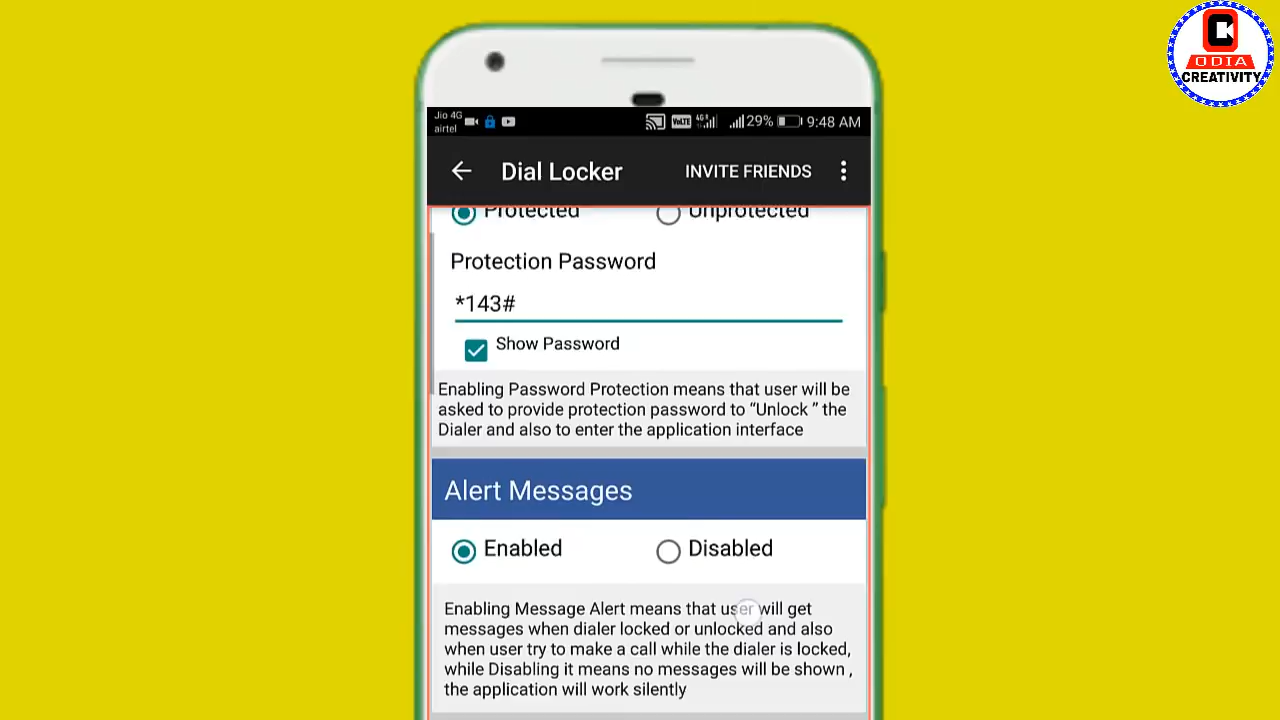 C
ODIA
CREATIVITY
Jio 4G
airtel
VoLTE
4G
29%
9:48 AM
Dial Locker
INVITE FRIENDS
Protected
Unprotected
Protection Password
*143#
Show Password
Enabling Password Protection means that user will be
asked to provide protection password to “Unlock ” the
Dialer and also to enter the application interface
Alert Messages
Enabled
Disabled
Enabling Message Alert means that user will get
messages when dialer locked or unlocked and also
when user try to make a call while the dialer is locked,
while Disabling it means no messages will be shown ,
the application will work silently